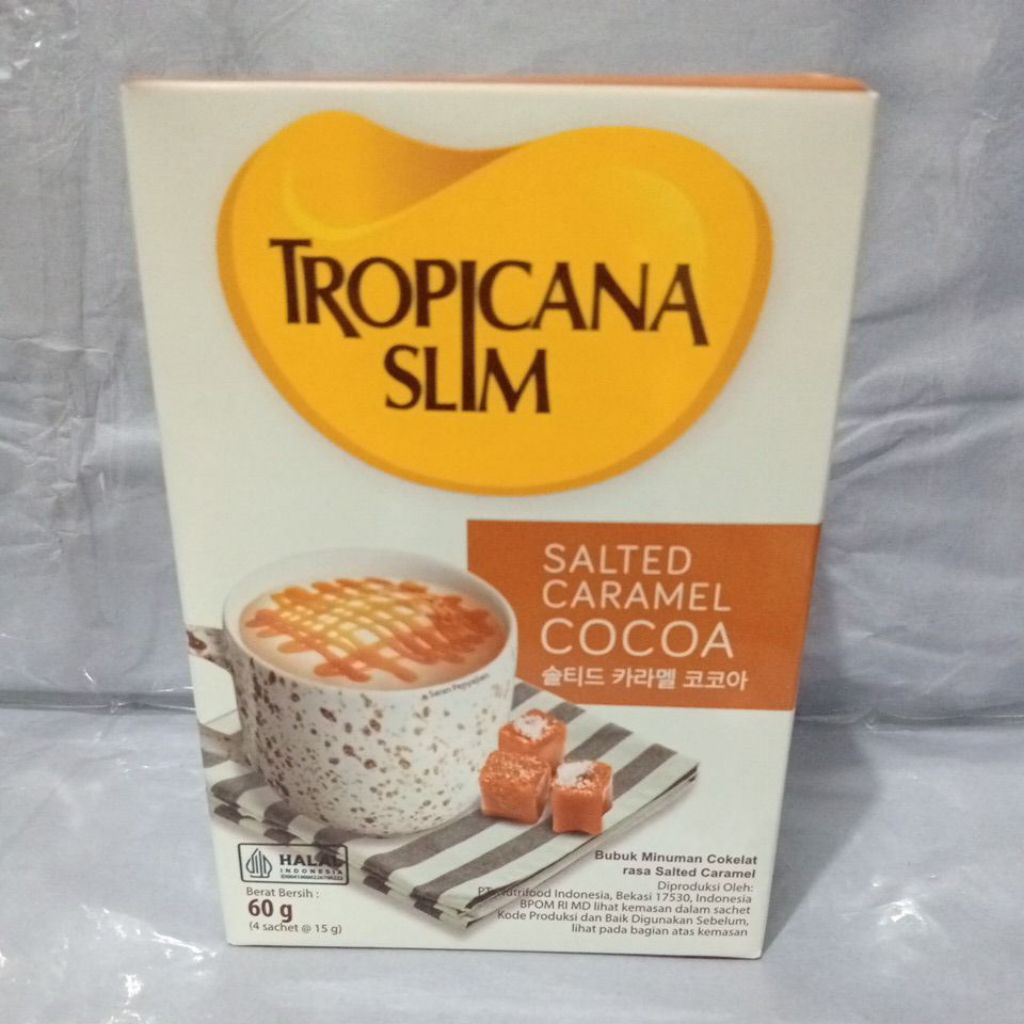 TROPICANA
SLIM
SALTED
CARAMEL
COCOA
솔티드 카라멜 코코아
Saran Penyajian
HALAL
INDONESIA
Berat Bersih :
60 g
(4 sachet @ 15 g)
Bubuk Minuman Cokelat
rasa Salted Caramel
Diproduksi Oleh:
PT. Nutrifood Indonesia, Bekasi 17530, Indonesia
BPOM RI MD lihat kemasan dalam sachet
Kode Produksi dan Baik Digunakan Sebelum,
lihat pada bagian atas kemasan